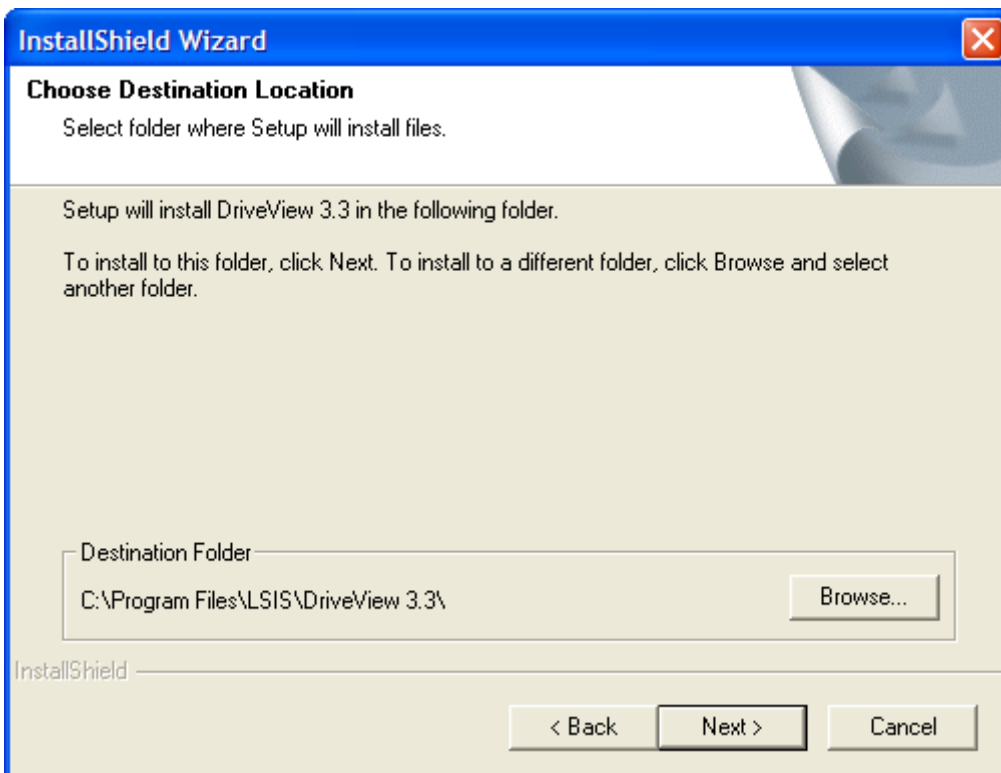 InstallShield Wizard
Choose Destination Location
Select folder where Setup will install files.
Setup will install DriveView 3.3 in the following folder.
To install to this folder, click Next. To install to a different folder, click Browse and select
another folder.
Destination Folder
C:\Program Files\LSIS\DriveView 3.3\
Browse...
InstallShield
< Back
Next >
Cancel